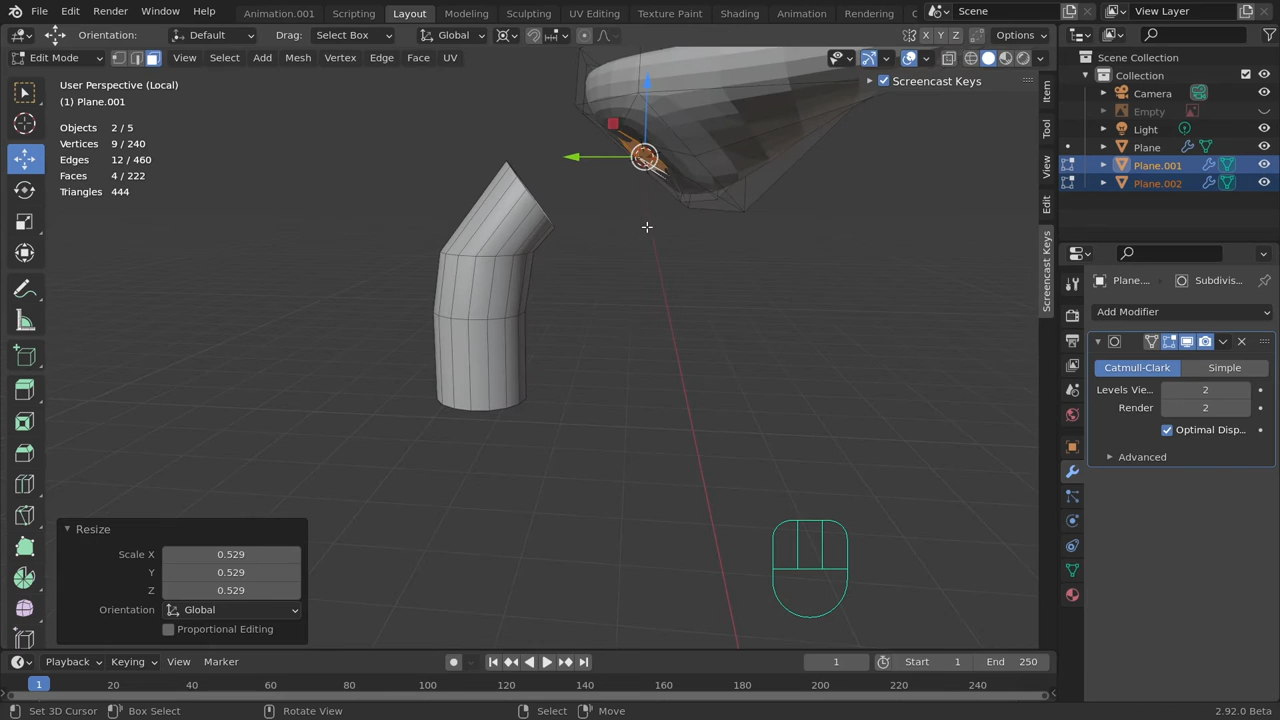 File Edit Render Window Help
Animation.001 Scripting Layout Modeling Sculpting UV Editing Texture Paint Shading Animation Rendering
Scene View Layer
Orientation: Default Drag: Select Box Global X Y Z Options
Edit Mode View Select Add Mesh Vertex Edge Face UV
User Perspective (Local)
(1) Plane.001
Objects 2 / 5
Vertices 9 / 240
Edges 12 / 460
Faces 4 / 222
Triangles 444
Screencast Keys
Item
Tool
View
Edit
Screencast Keys
Scene Collection
Collection
Camera
Empty
Light
Plane
Plane.001
Plane.002
Plane.... Subdivis...
Add Modifier
Catmull-Clark Simple
Levels Vie... 2
Render 2
Optimal Disp...
Advanced
Resize
Scale X 0.529
Y 0.529
Z 0.529
Orientation Global
Proportional Editing
Playback Keying View Marker 1 Start 1 End 250
1 20 40 60 80 100 120 140 160 180 200 220 240
Set 3D Cursor Box Select Rotate View Select Move 2.92.0 Beta